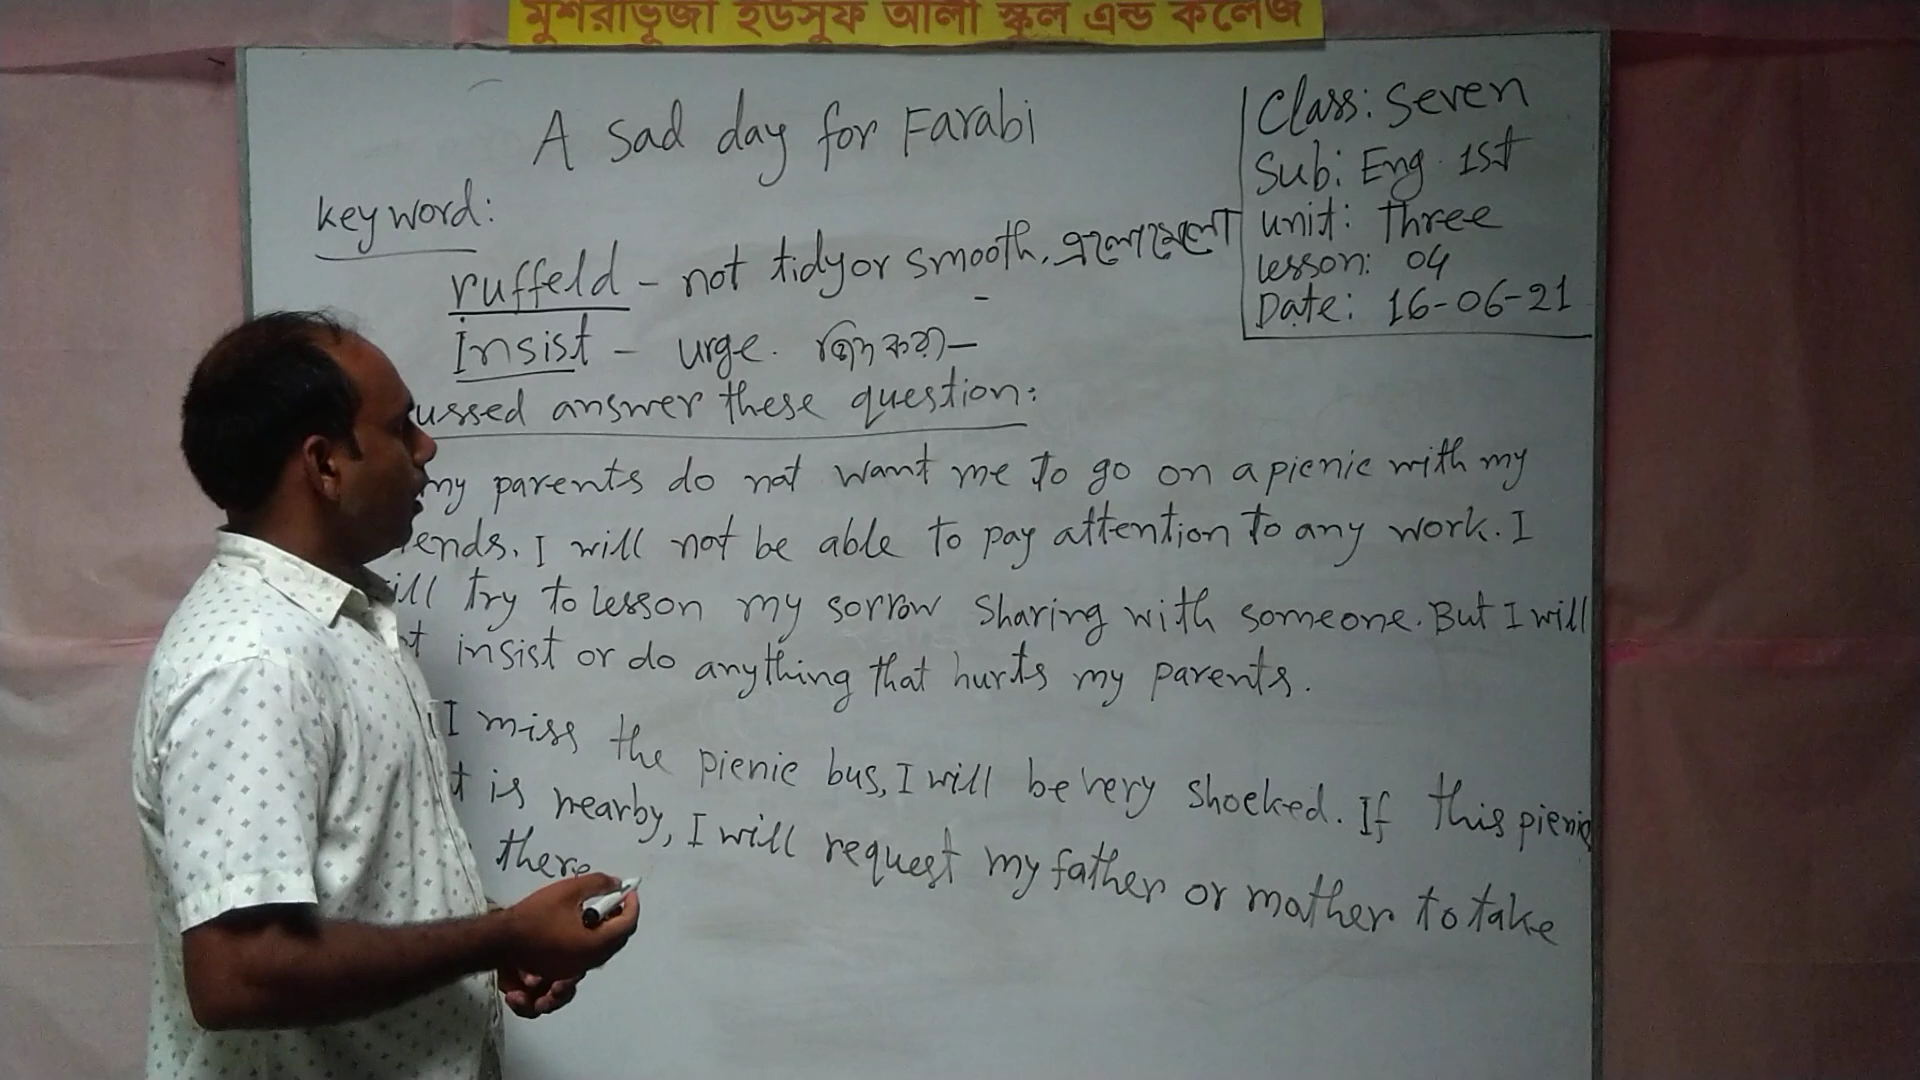 মুশরীভূজা ইউসুফ আলী স্কুল এন্ড কলেজ
A sad day for Farabi
Class: Seven
Sub: Eng 1st
unit: Three
lesson: 04
Date: 16-06-21
keyword:
ruffeld - not tidy or smooth. এলোমেলো
Insist - urge. জিদ করা
ussed answer these question:
my parents do not want me to go on a picnic with my
ends. I will not be able to pay attention to any work. I
ill try to lesson my sorrow sharing with someone. But I will
t insist or do anything that hurts my parents.
I miss the picnic bus, I will be very shocked. If this picnic
t is nearby, I will request my father or mother to take
there